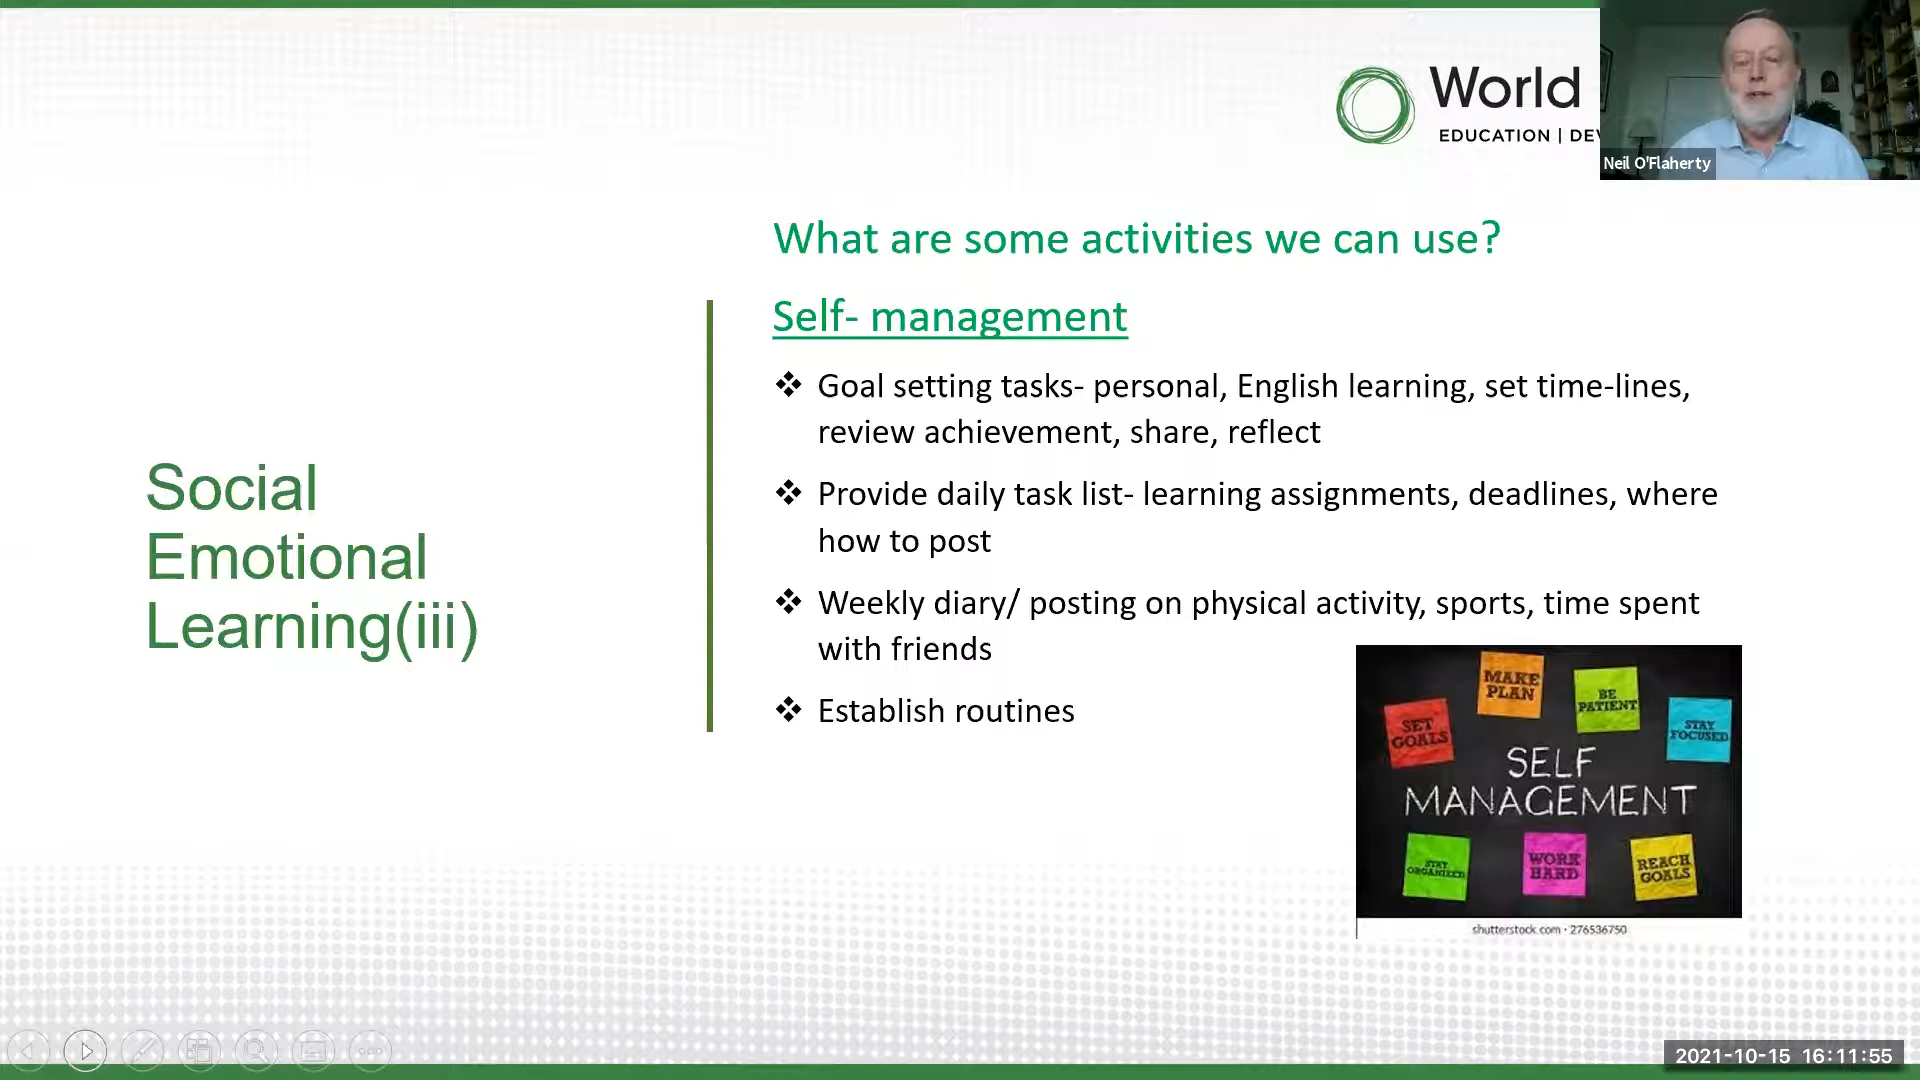 World
EDUCATION | DEV
Neil O'Flaherty
What are some activities we can use?
Self- management
Goal setting tasks- personal, English learning, set time-lines,
review achievement, share, reflect
Provide daily task list- learning assignments, deadlines, where
how to post
Weekly diary/ posting on physical activity, sports, time spent
with friends
Establish routines
Social
Emotional
Learning(iii)
MAKE
PLAN
BE
PATIENT
SET
GOALS
STAY
FOCUSED
SELF
MANAGEMENT
STAY
ORGANIZED
WORK
HARD
REACH
GOALS
shutterstock.com · 276536750
2021-10-15 16:11:55